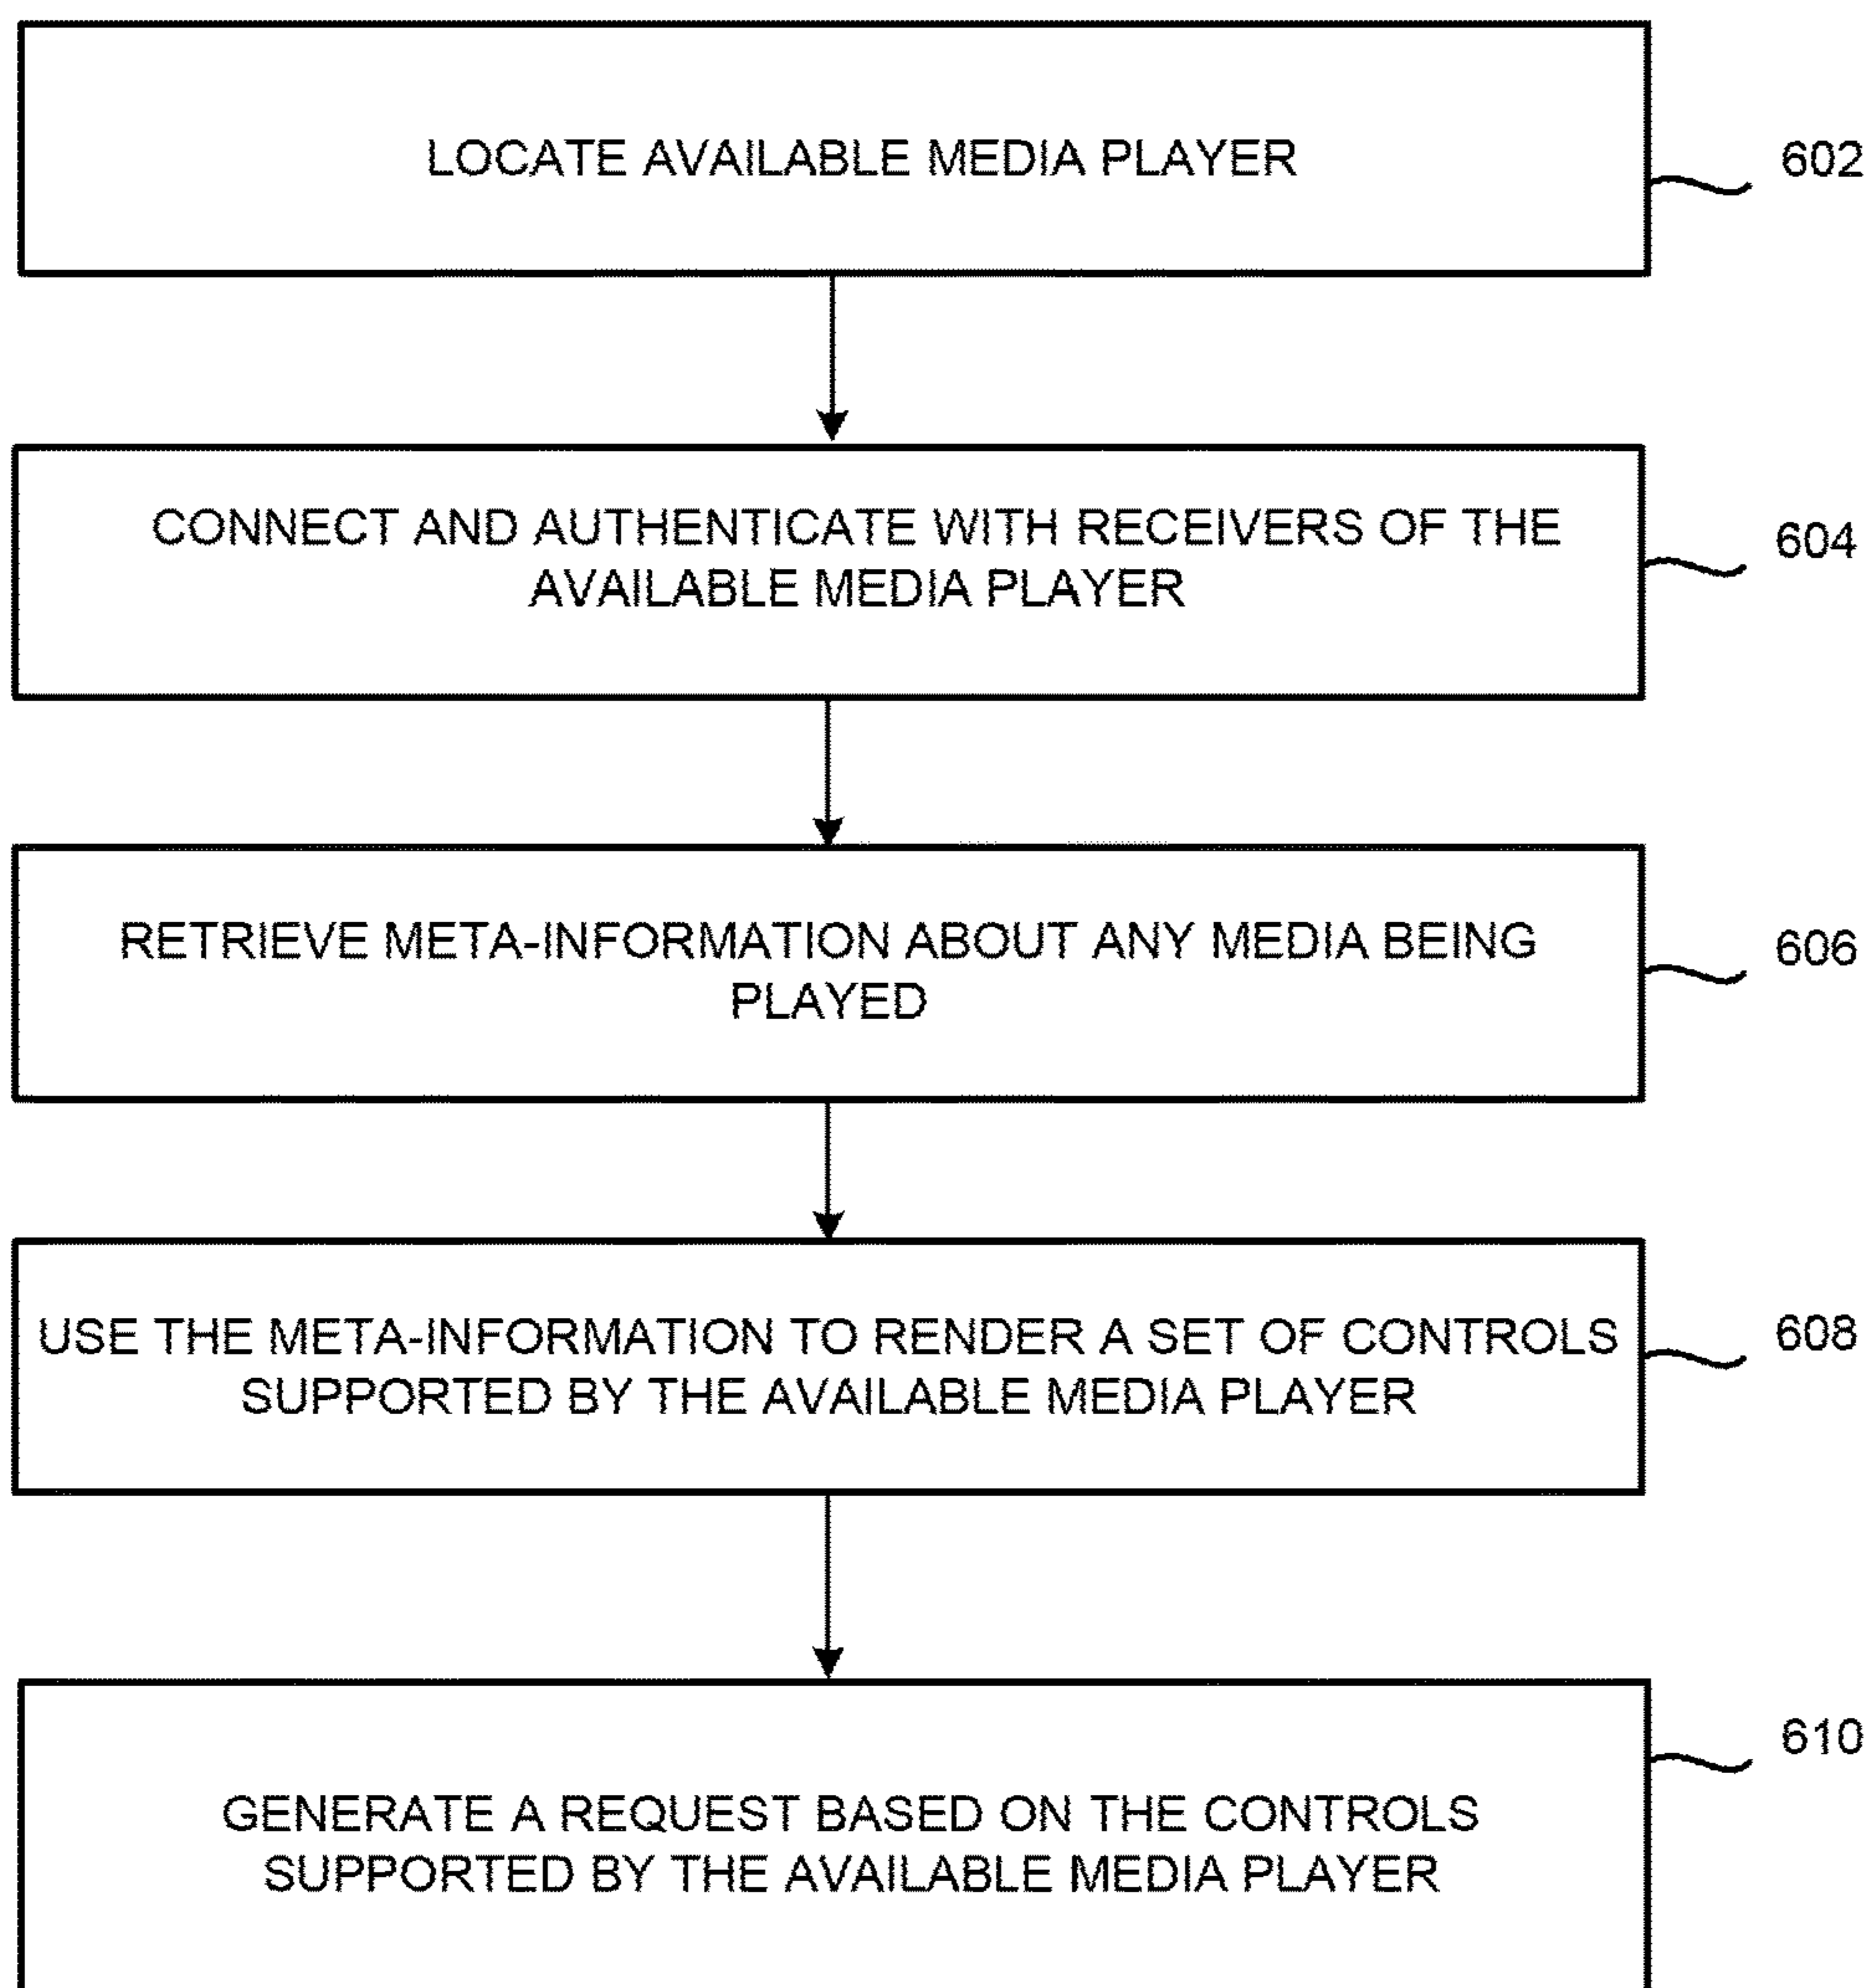 LOCATE AVAILABLE MEDIA PLAYER
602
CONNECT AND AUTHENTICATE WITH RECEIVERS OF THE
AVAILABLE MEDIA PLAYER
604
RETRIEVE META-INFORMATION ABOUT ANY MEDIA BEING
PLAYED
606
USE THE META-INFORMATION TO RENDER A SET OF CONTROLS
SUPPORTED BY THE AVAILABLE MEDIA PLAYER
608
GENERATE A REQUEST BASED ON THE CONTROLS
SUPPORTED BY THE AVAILABLE MEDIA PLAYER
610